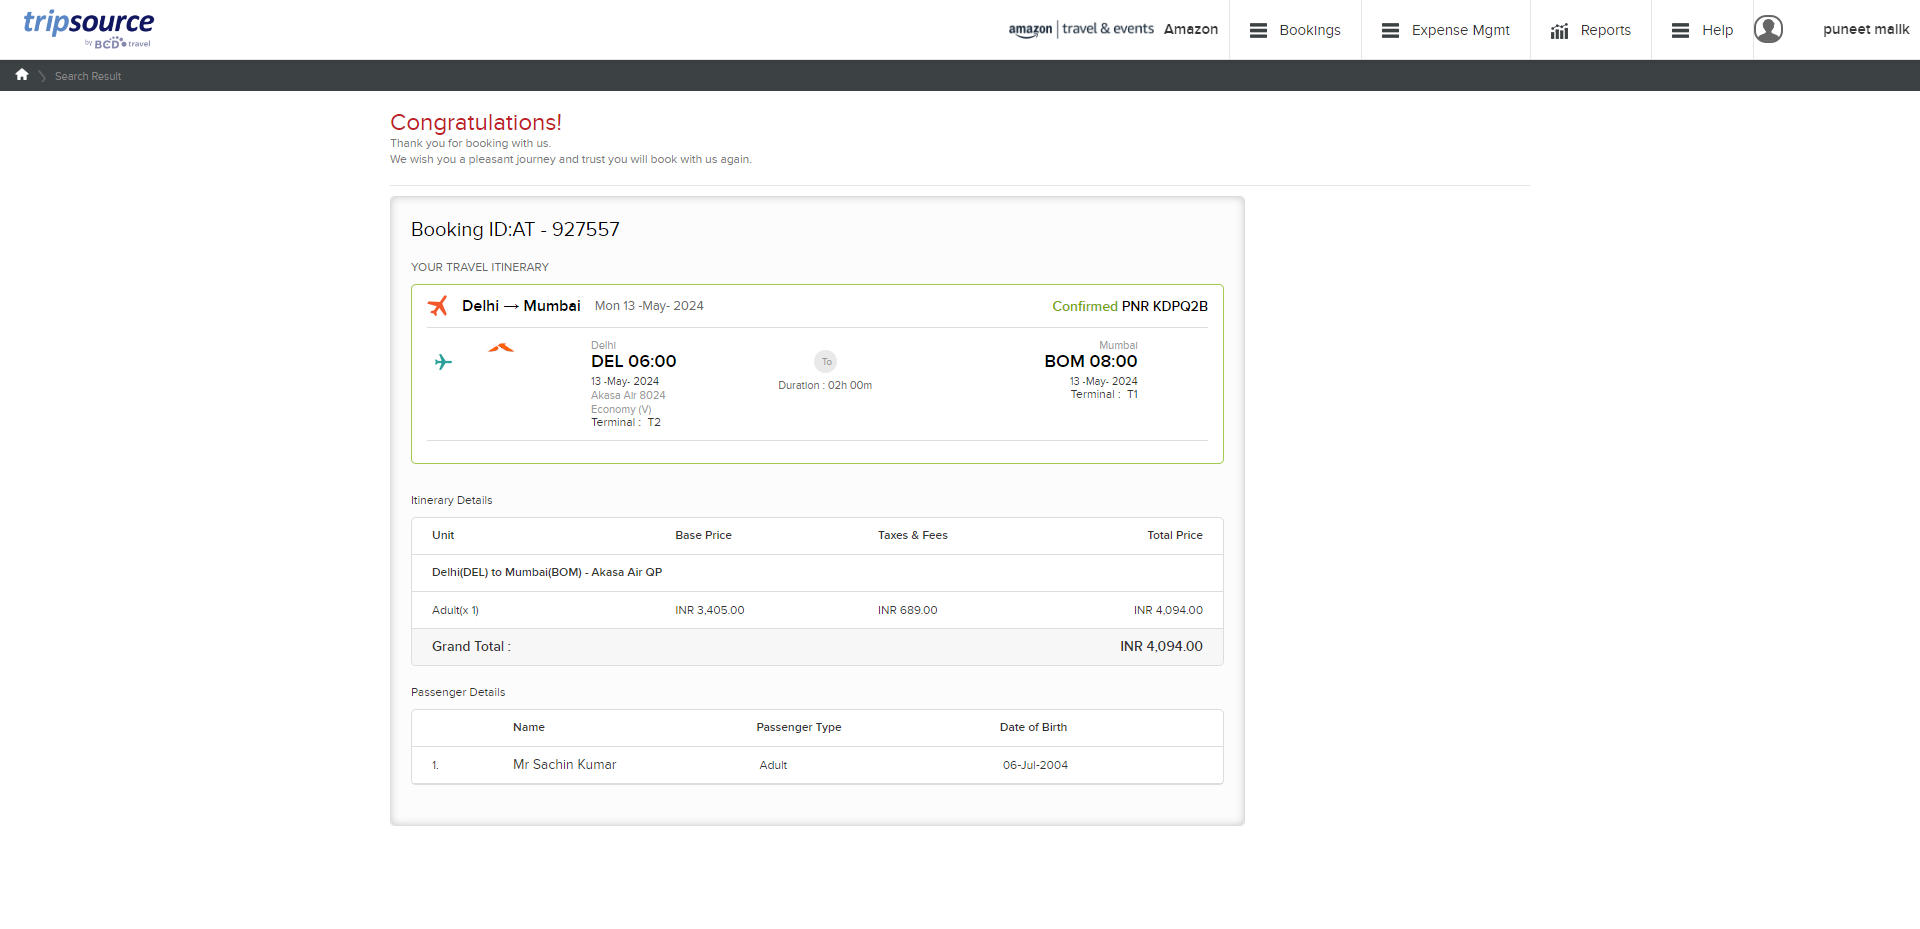 tripsource
by BCD travel
amazon | travel & events Amazon
Bookings
Expense Mgmt
Reports
Help
puneet malik
Search Result
Congratulations!
Thank you for booking with us.
We wish you a pleasant journey and trust you will book with us again.
Booking ID:AT - 927557
YOUR TRAVEL ITINERARY
Delhi → Mumbai Mon 13 -May- 2024 Confirmed PNR KDPQ2B
Delhi
DEL 06:00
13 -May- 2024
Akasa Air 8024
Economy (V)
Terminal : T2
To
Duration : 02h 00m
Mumbai
BOM 08:00
13 -May- 2024
Terminal : T1
Itinerary Details
Unit Base Price Taxes & Fees Total Price
Delhi(DEL) to Mumbai(BOM) - Akasa Air QP
Adult(x 1) INR 3,405.00 INR 689.00 INR 4,094.00
Grand Total : INR 4,094.00
Passenger Details
Name Passenger Type Date of Birth
1. Mr Sachin Kumar Adult 06-Jul-2004